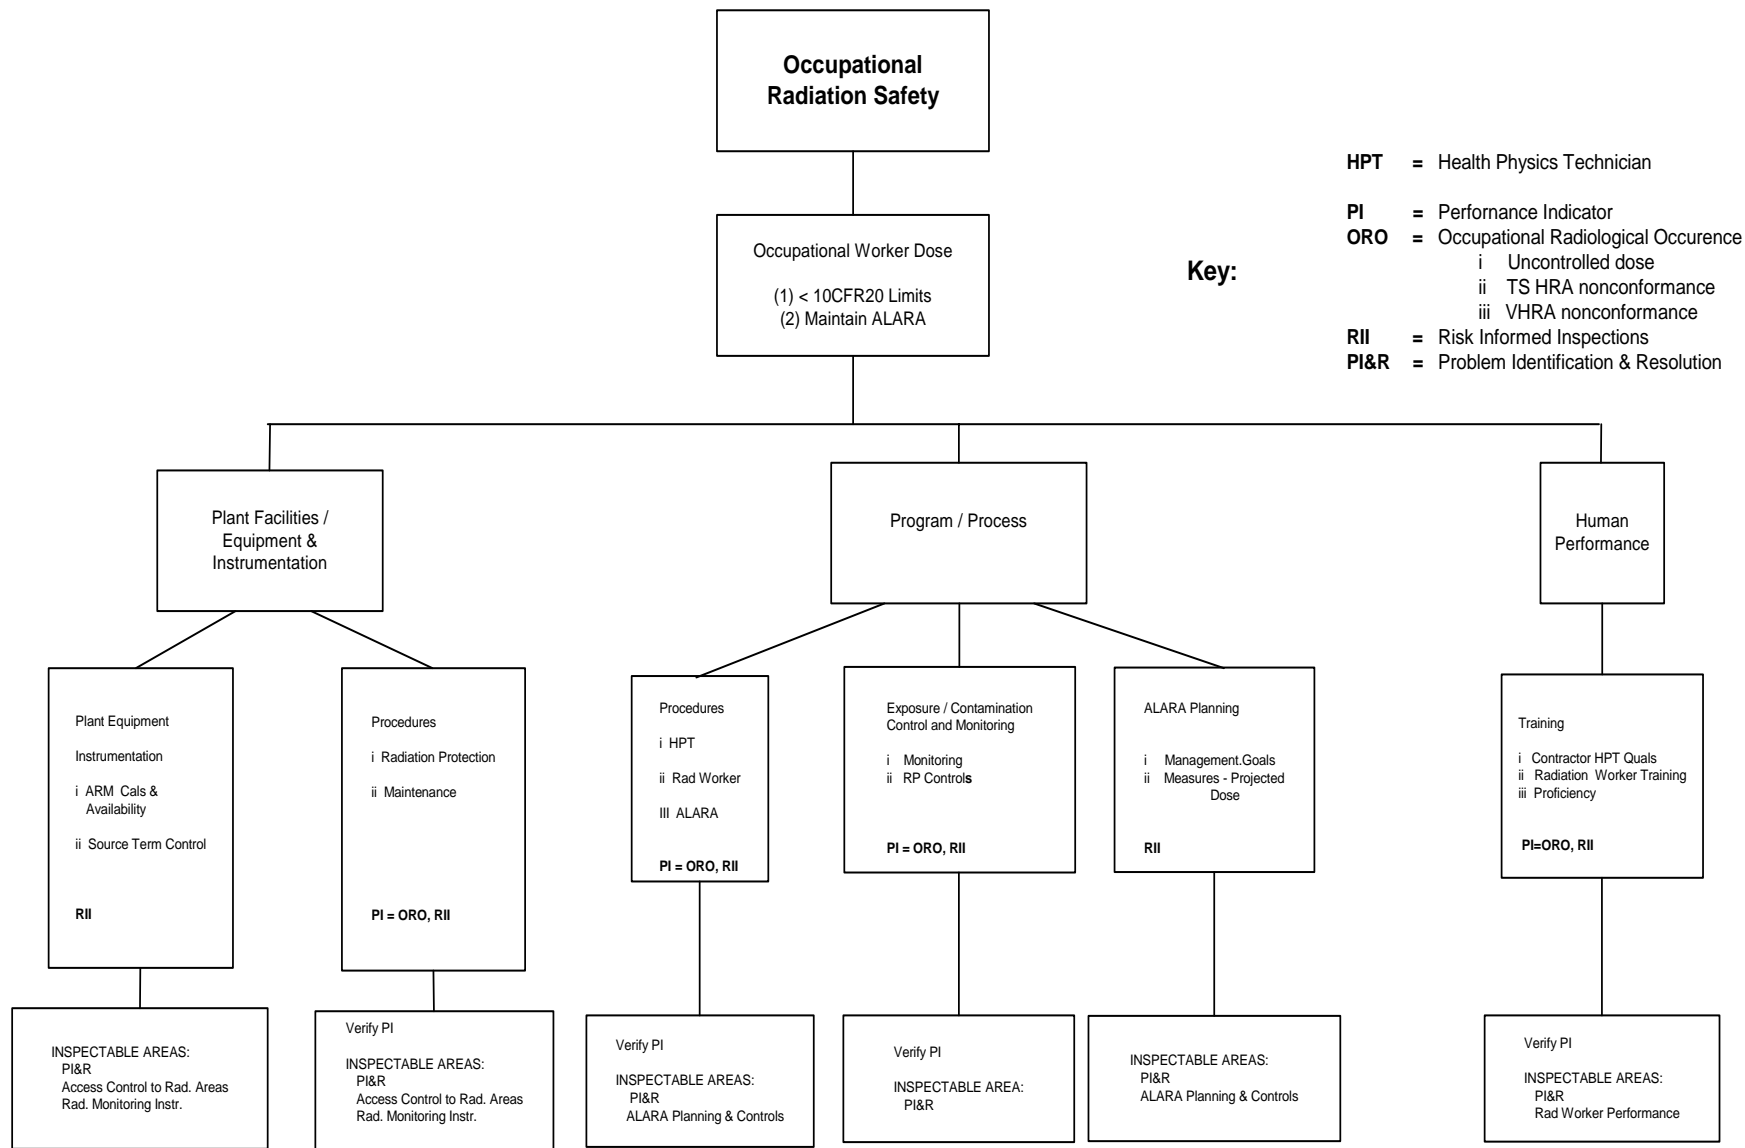 Occupational
Radiation Safety
HPT = Health Physics Technician
PI = Perfornance Indicator
ORO = Occupational Radiological Occurence
i Uncontrolled dose
ii TS HRA nonconformance
iii VHRA nonconformance
RII = Risk Informed Inspections
PI&R = Problem Identification & Resolution
Key:
Occupational Worker Dose
(1) < 10CFR20 Limits
(2) Maintain ALARA
Plant Facilities /
Equipment &
Instrumentation
Program / Process
Human
Performance
Plant Equipment
Instrumentation
i ARM Cals &
Availability
ii Source Term Control
RII
Procedures
i Radiation Protection
ii Maintenance
PI = ORO, RII
Procedures
i HPT
ii Rad Worker
III ALARA
PI = ORO, RII
Exposure / Contamination
Control and Monitoring
i Monitoring
ii RP Controls
PI = ORO, RII
ALARA Planning
i Management.Goals
ii Measures - Projected
Dose
RII
Training
i Contractor HPT Quals
ii Radiation Worker Training
iii Proficiency
PI=ORO, RII
INSPECTABLE AREAS:
PI&R
Access Control to Rad. Areas
Rad. Monitoring Instr.
Verify PI
INSPECTABLE AREAS:
PI&R
Access Control to Rad. Areas
Rad. Monitoring Instr.
Verify PI
INSPECTABLE AREAS:
PI&R
ALARA Planning & Controls
Verify PI
INSPECTABLE AREA:
PI&R
INSPECTABLE AREAS:
PI&R
ALARA Planning & Controls
Verify PI
INSPECTABLE AREAS:
PI&R
Rad Worker Performance